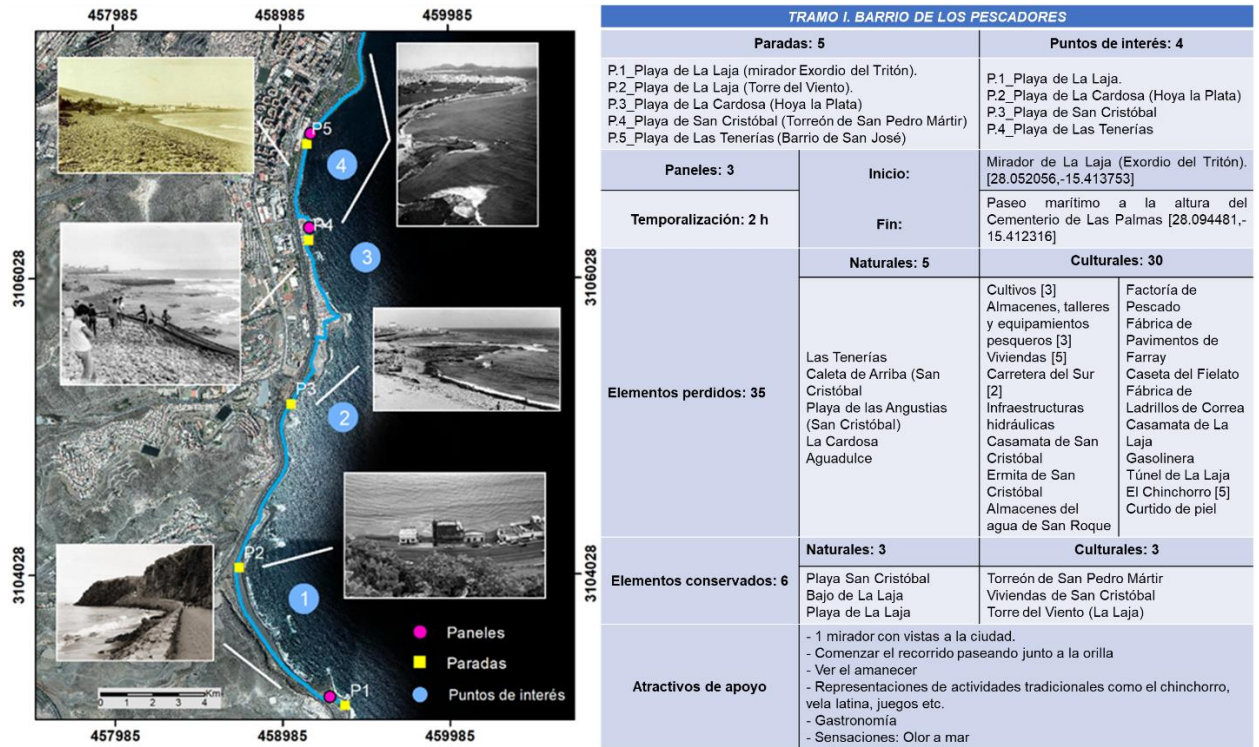 457985
458985
459985
3106028
3104028
3106028
3104028
P5
4
P4
3
P3
2
P2
1
P1
Paneles
Paradas
Puntos de interés
0 1 2 3 4
Km
457985
458985
459985
TRAMO I. BARRIO DE LOS PESCADORES
Paradas: 5
Puntos de interés: 4
P.1_Playa de La Laja (mirador Exordio del Tritón).
P.2_Playa de La Laja (Torre del Viento).
P.3_Playa de La Cardosa (Hoya la Plata)
P.4_Playa de San Cristóbal (Torreón de San Pedro Mártir)
P.5_Playa de Las Tenerías (Barrio de San José)
P.1_Playa de La Laja.
P.2_Playa de La Cardosa (Hoya la Plata)
P.3_Playa de San Cristóbal
P.4_Playa de Las Tenerías
Paneles: 3
Inicio:
Mirador de La Laja (Exordio del Tritón).
[28.052056,-15.413753]
Temporalización: 2 h
Fin:
Paseo marítimo a la altura del
Cementerio de Las Palmas [28.094481,-
15.412316]
Elementos perdidos: 35
Naturales: 5
Las Tenerías
Caleta de Arriba (San
Cristóbal
Playa de las Angustias
(San Cristóbal)
La Cardosa
Aguadulce
Culturales: 30
Cultivos [3]
Almacenes, talleres
y equipamientos
pesqueros [3]
Viviendas [5]
Carretera del Sur
[2]
Infraestructuras
hidráulicas
Casamata de San
Cristóbal
Ermita de San
Cristóbal
Almacenes del
agua de San Roque
Factoría de
Pescado
Fábrica de
Pavimentos de
Farray
Caseta del Fielato
Fábrica de
Ladrillos de Correa
Casamata de La
Laja
Gasolinera
Túnel de La Laja
El Chinchorro [5]
Curtido de piel
Elementos conservados: 6
Naturales: 3
Playa San Cristóbal
Bajo de La Laja
Playa de La Laja
Culturales: 3
Torreón de San Pedro Mártir
Viviendas de San Cristóbal
Torre del Viento (La Laja)
Atractivos de apoyo
- 1 mirador con vistas a la ciudad.
- Comenzar el recorrido paseando junto a la orilla
- Ver el amanecer
- Representaciones de actividades tradicionales como el chinchorro,
vela latina, juegos etc.
- Gastronomía
- Sensaciones: Olor a mar